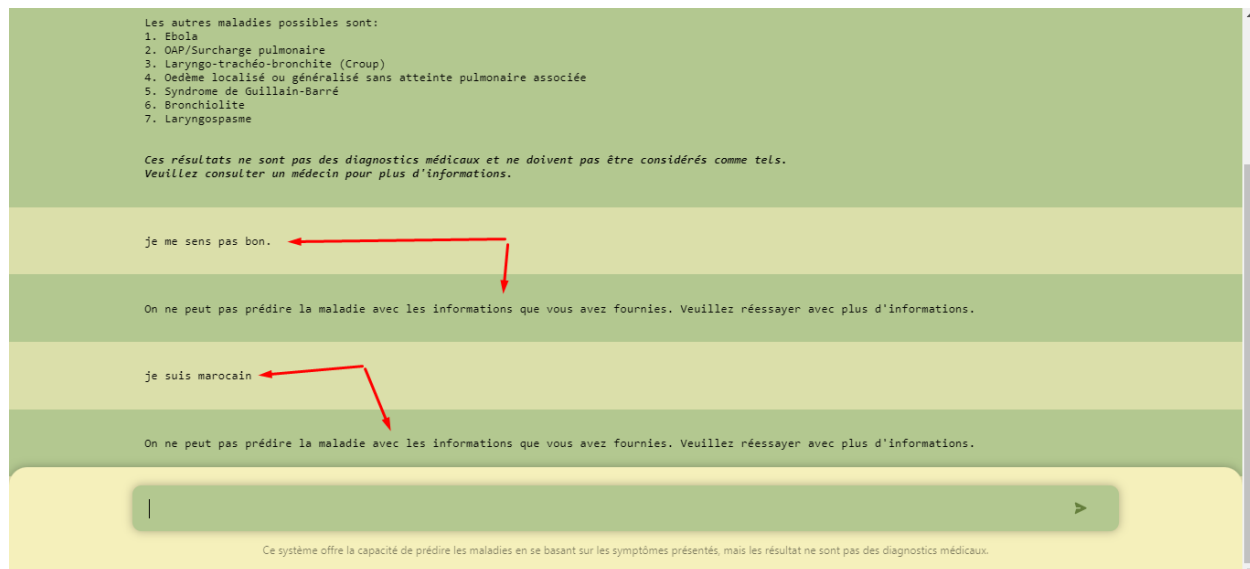 Les autres maladies possibles sont:
1. Ebola
2. OAP/Surcharge pulmonaire
3. Laryngo-trachéo-bronchite (Croup)
4. Oedème localisé ou généralisé sans atteinte pulmonaire associée
5. Syndrome de Guillain-Barré
6. Bronchiolite
7. Laryngospasme
Ces résultats ne sont pas des diagnostics médicaux et ne doivent pas être considérés comme tels.
Veuillez consulter un médecin pour plus d'informations.
je me sens pas bon.
On ne peut pas prédire la maladie avec les informations que vous avez fournies. Veuillez réessayer avec plus d'informations.
je suis marocain
On ne peut pas prédire la maladie avec les informations que vous avez fournies. Veuillez réessayer avec plus d'informations.
Ce système offre la capacité de prédire les maladies en se basant sur les symptômes présentés, mais les résultat ne sont pas des diagnostics médicaux.